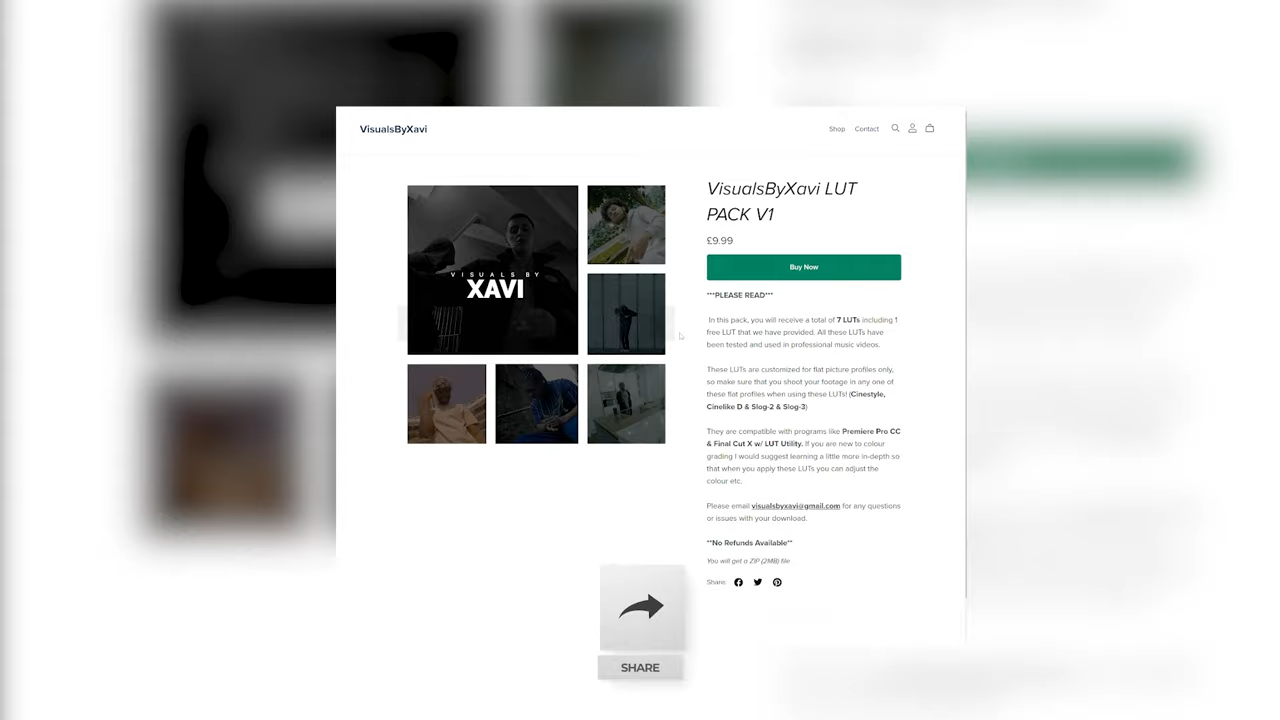 VisualsByXavi
Shop Contact
VISUALS BY
XAVI
VisualsByXavi LUT
PACK V1
£9.99
Buy Now
***PLEASE READ***
In this pack, you will receive a total of 7 LUTs including 1
free LUT that we have provided. All these LUTs have
been tested and used in professional music videos.
These LUTs are customized for flat picture profiles only,
so make sure that you shoot your footage in any one of
these flat profiles when using these LUTs! (Cinestyle,
Cinelike D & Slog-2 & Slog-3)
They are compatible with programs like Premiere Pro CC
& Final Cut X w/ LUT Utility. If you are new to colour
grading I would suggest learning a little more in-depth so
that when you apply these LUTs you can adjust the
colour etc.
Please email visualsbyxavi@gmail.com for any questions
or issues with your download.
**No Refunds Available**
You will get a ZIP (2MB) file
Share:
SHARE